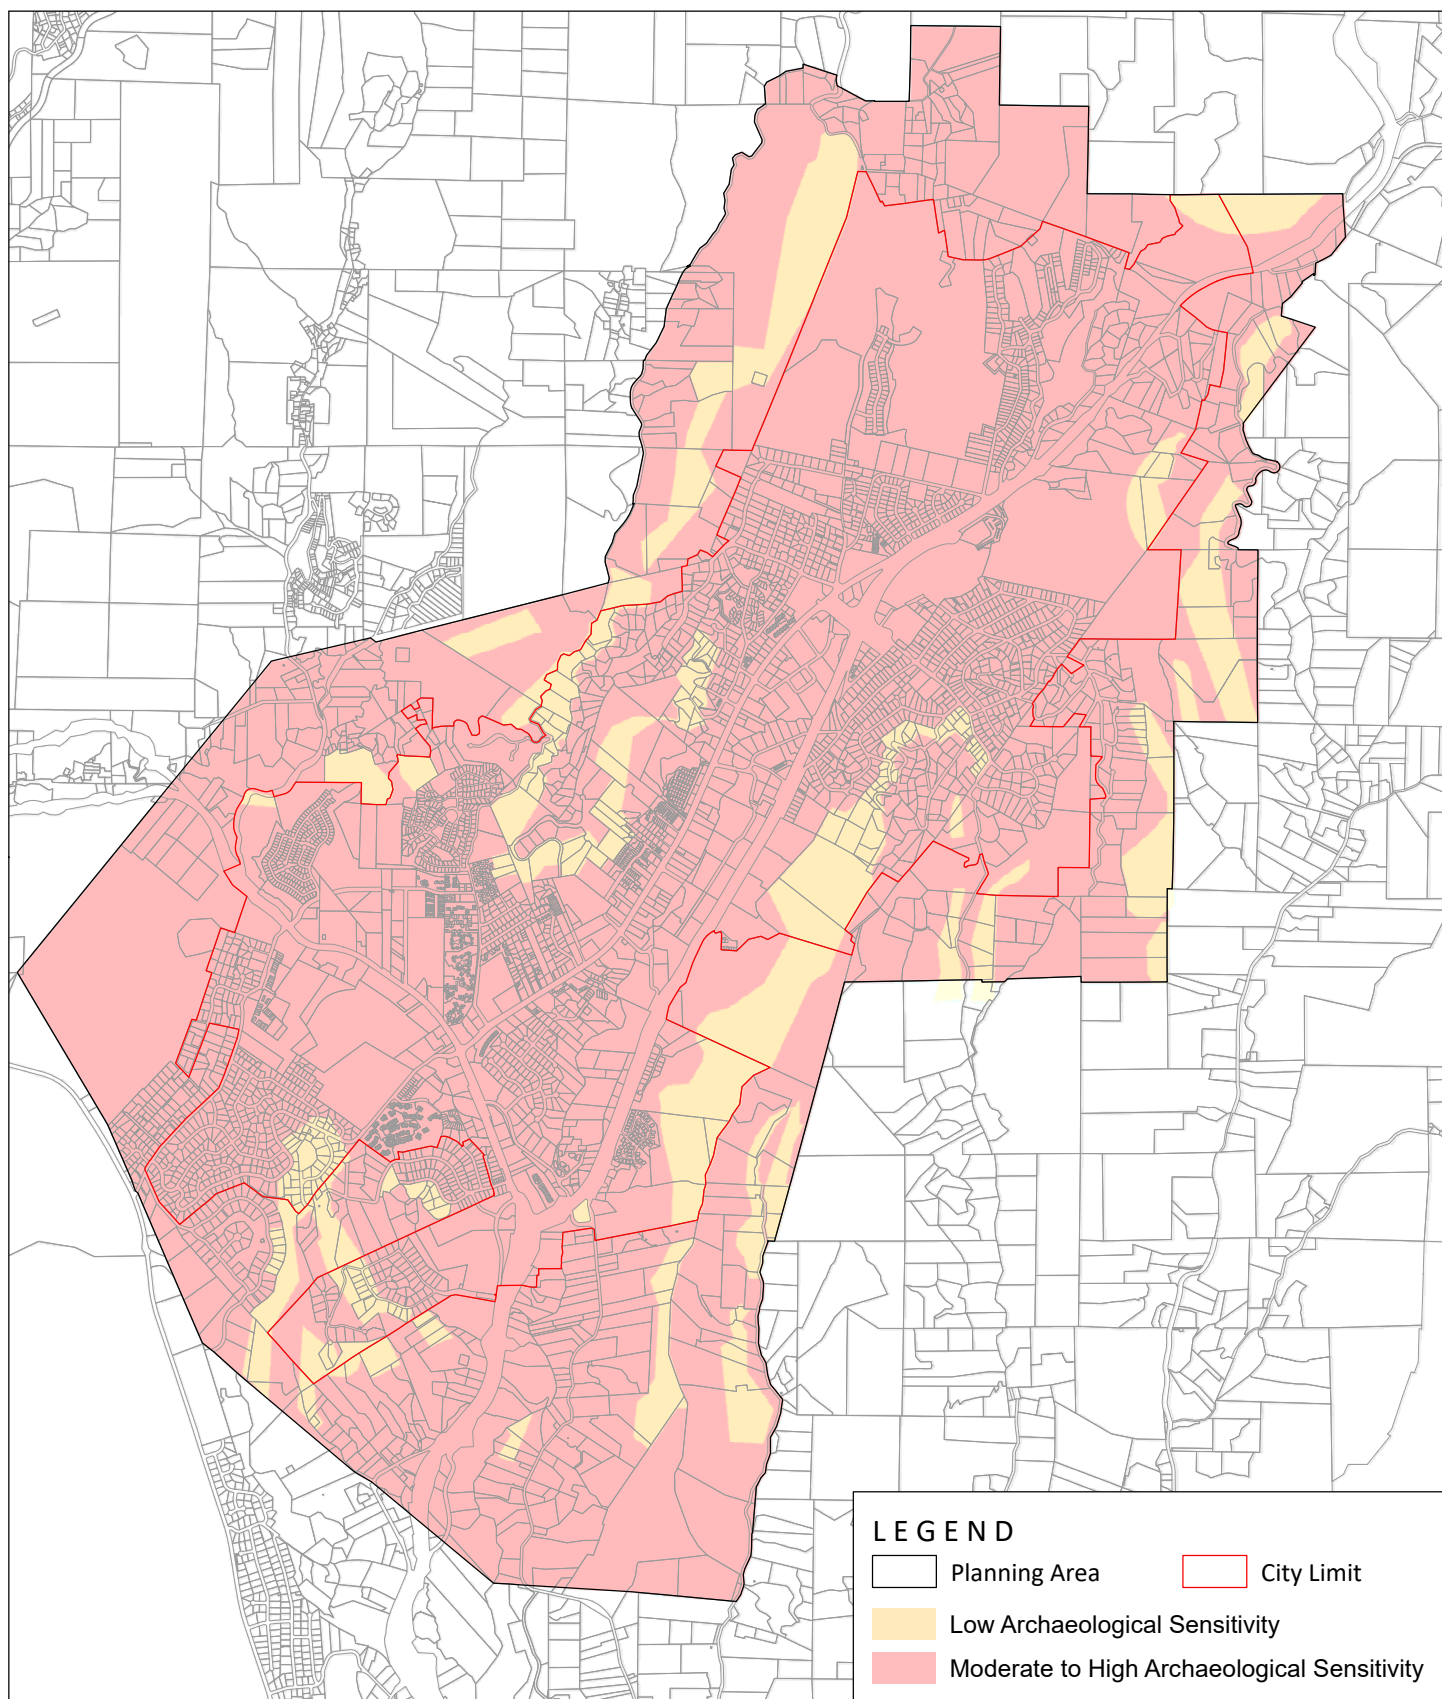 LEGEND
Planning Area
City Limit
Low Archaeological Sensitivity
Moderate to High Archaeological Sensitivity